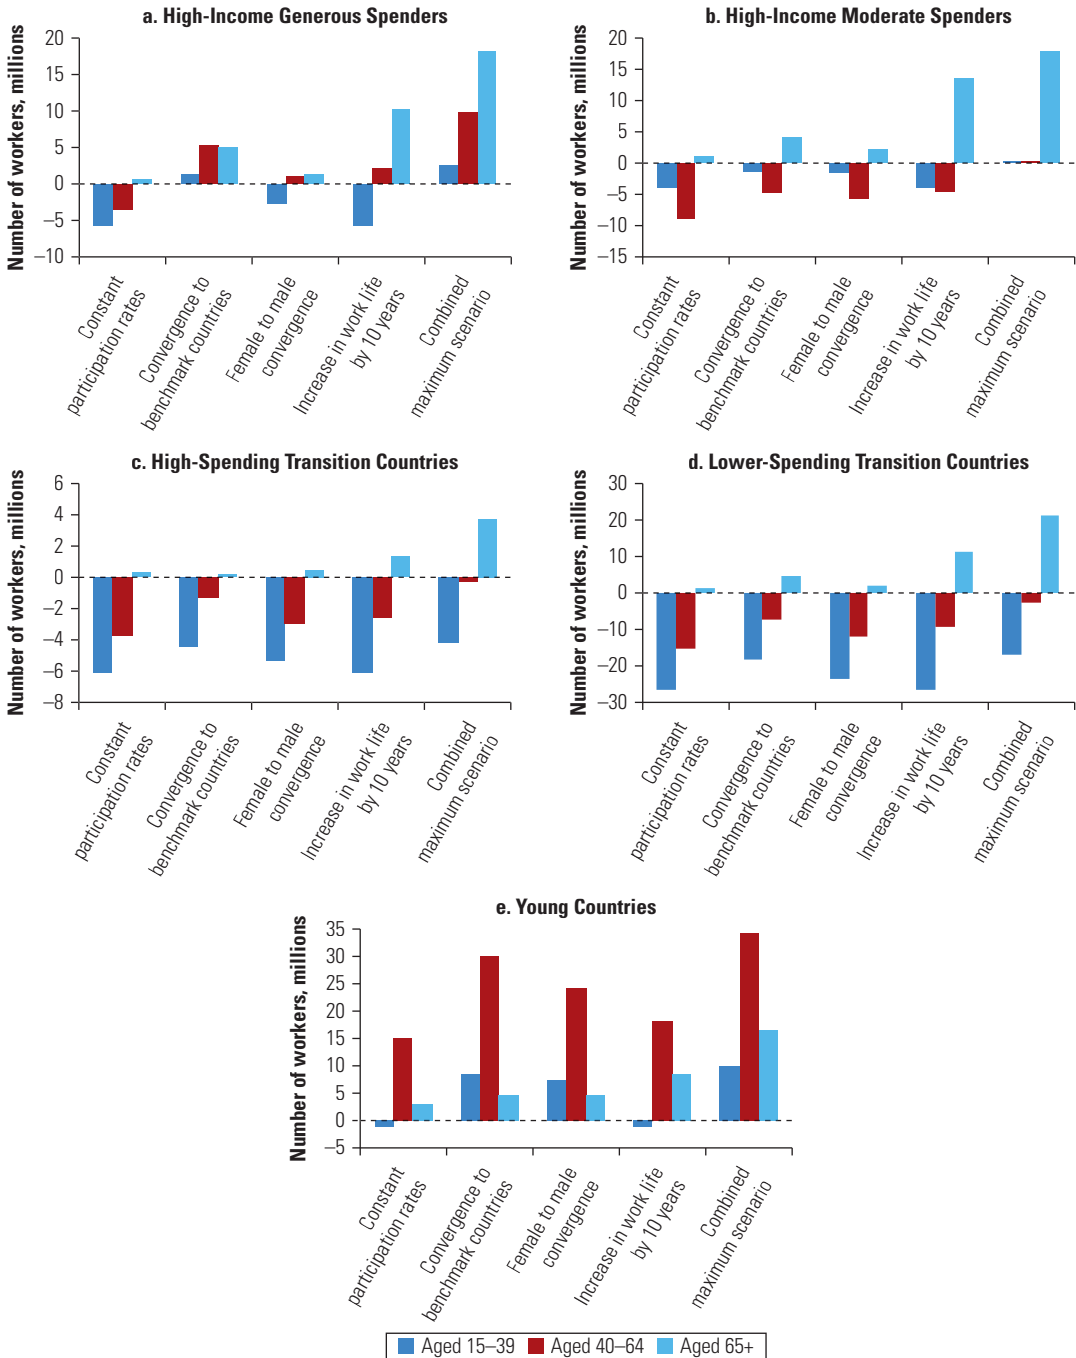 a. High-Income Generous Spenders
Number of workers, millions
20
15
10
5
0
–5
–10
Constant
participation rates
Convergence to
benchmark countries
Female to male
convergence
Increase in work life
by 10 years
Combined
maximum scenario
b. High-Income Moderate Spenders
Number of workers, millions
20
15
10
5
0
–5
–10
–15
Constant
participation rates
Convergence to
benchmark countries
Female to male
convergence
Increase in work life
by 10 years
Combined
maximum scenario
c. High-Spending Transition Countries
Number of workers, millions
6
4
2
0
–2
–4
–6
–8
Constant
participation rates
Convergence to
benchmark countries
Female to male
convergence
Increase in work life
by 10 years
Combined
maximum scenario
d. Lower-Spending Transition Countries
Number of workers, millions
30
20
10
0
–10
–20
–30
Constant
participation rates
Convergence to
benchmark countries
Female to male
convergence
Increase in work life
by 10 years
Combined
maximum scenario
e. Young Countries
Number of workers, millions
35
30
25
20
15
10
5
0
–5
Constant
participation rates
Convergence to
benchmark countries
Female to male
convergence
Increase in work life
by 10 years
Combined
maximum scenario
Aged 15–39 Aged 40–64 Aged 65+